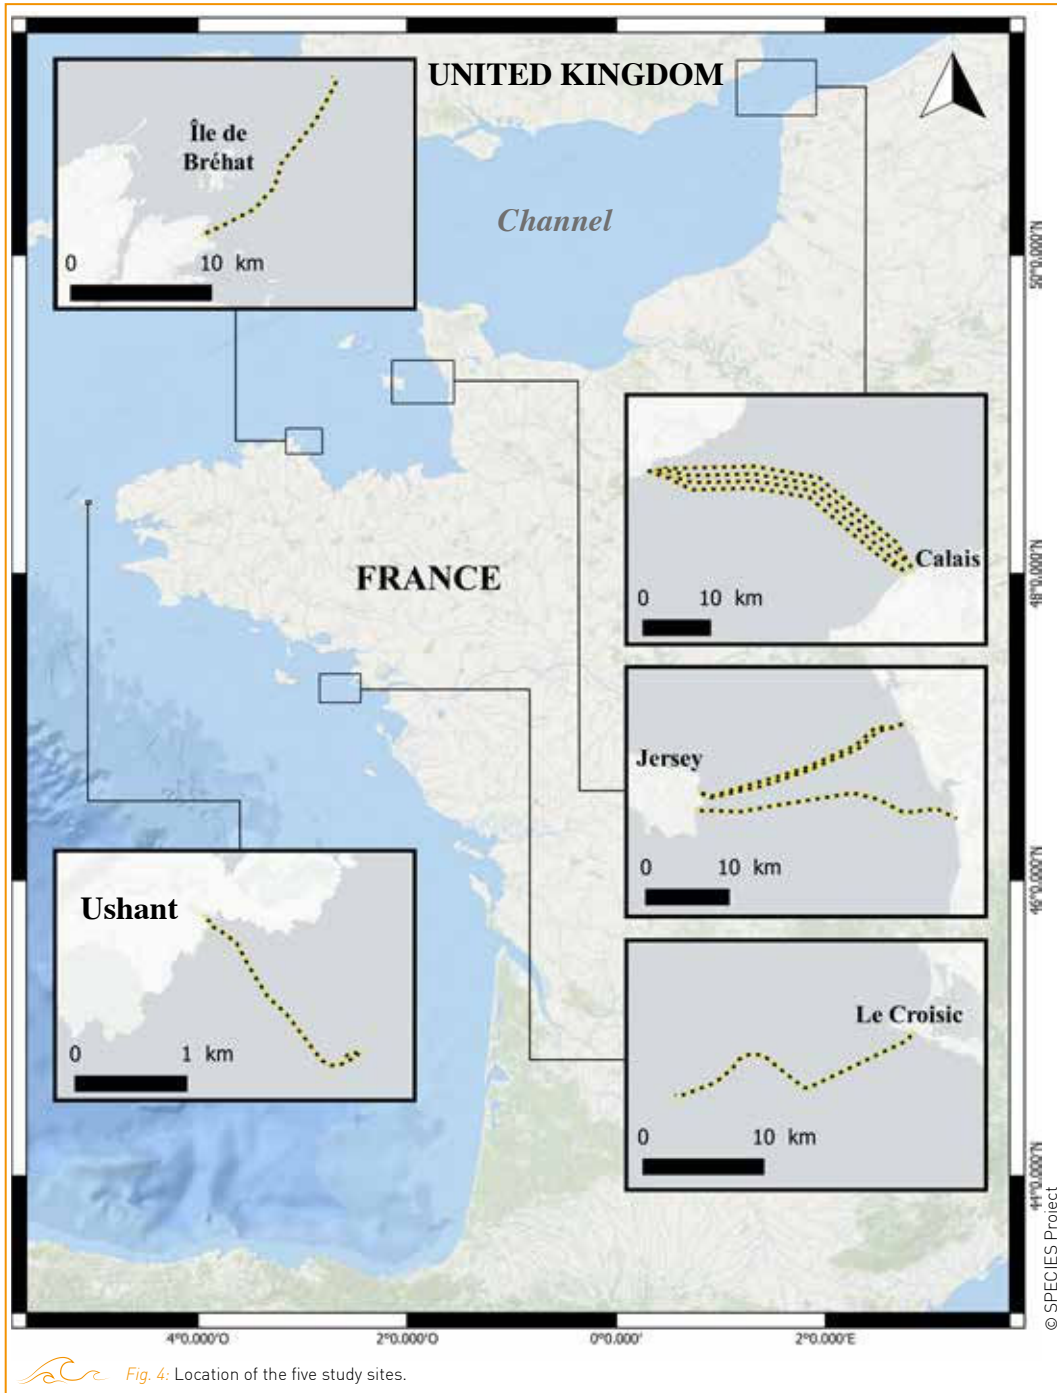 UNITED KINGDOM
Île de
Bréhat
0 10 km
Channel
50°0.000'N
Calais
0 10 km
48°0.000'N
FRANCE
Jersey
0 10 km
46°0.000'N
Ushant
0 1 km
Le Croisic
0 10 km
44°0.000'N
4°0.000'O 2°0.000'O 0°0.000' 2°0.000'E
© SPECIES Project
Fig. 4: Location of the five study sites.